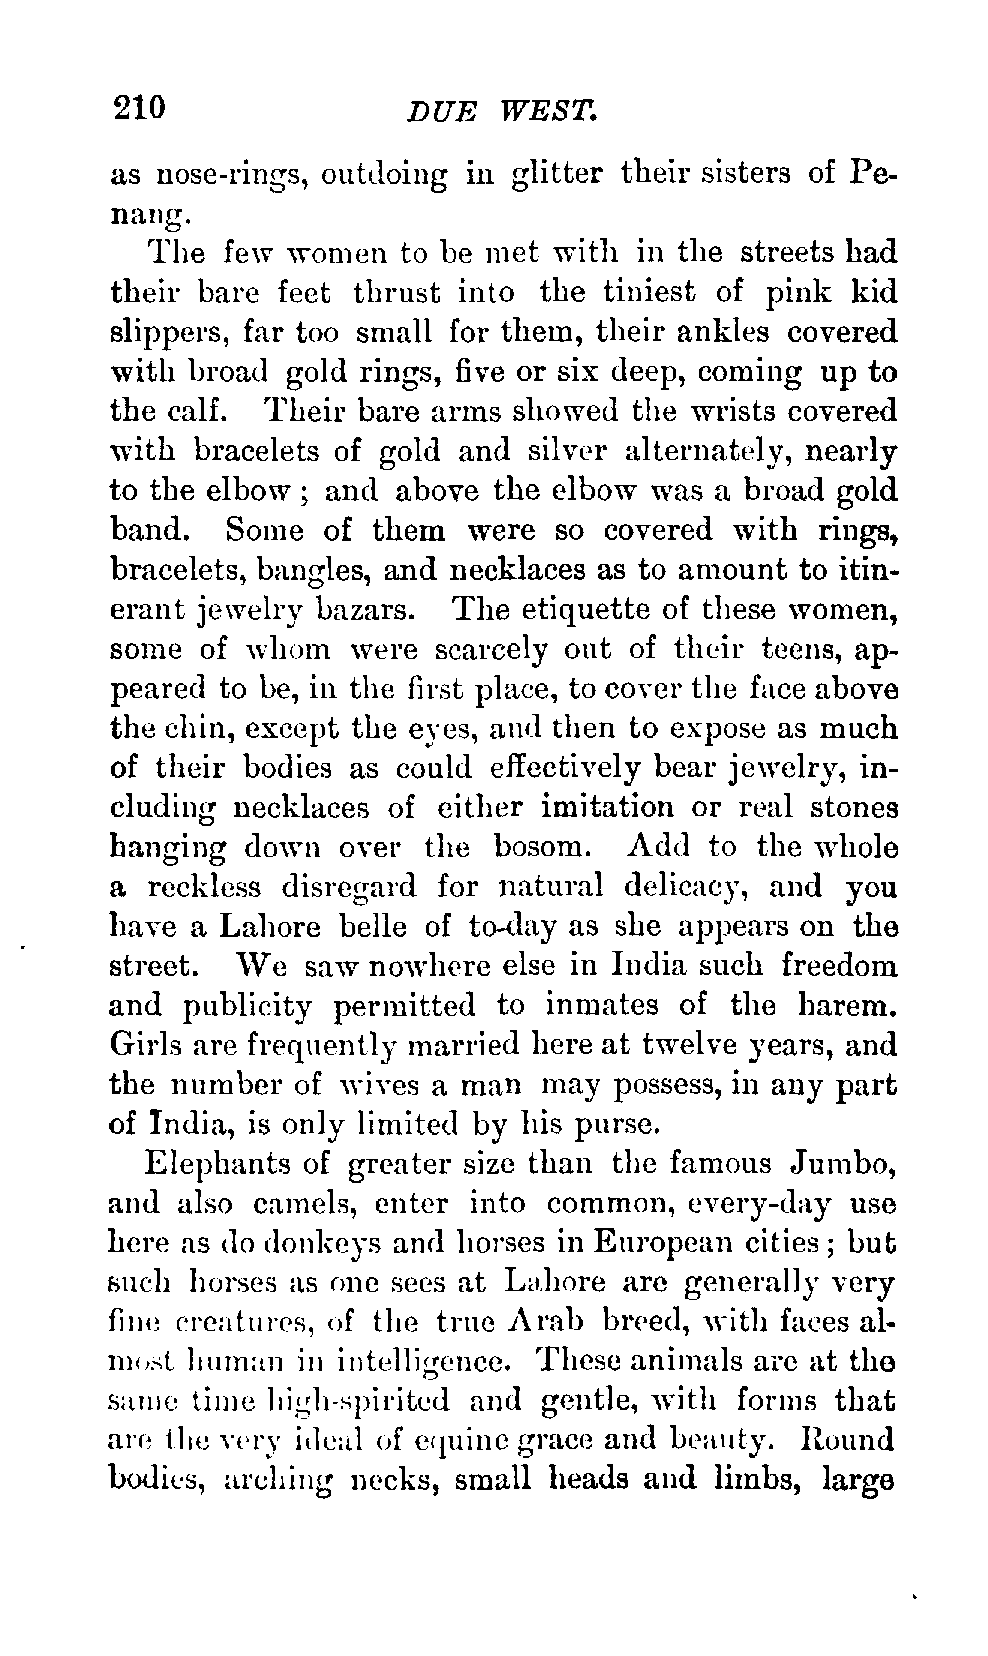 210 DUE WEST.
as nose-rings, outdoing in glitter their sisters of Pe-
nang.
The few women to be met with in the streets had
their bare feet thrust into the tiniest of pink kid
slippers, far too small for them, their ankles covered
with broad gold rings, five or six deep, coming up to
the calf. Their bare arms showed the wrists covered
with bracelets of gold and silver alternately, nearly
to the elbow ; and above the elbow was a broad gold
band. Some of them were so covered with rings,
bracelets, bangles, and necklaces as to amount to itin-
erant jewelry bazars. The etiquette of these women,
some of whom were scarcely out of their teens, ap-
peared to be, in the first place, to cover the face above
the chin, except the eyes, and then to expose as much
of their bodies as could effectively bear jewelry, in-
cluding necklaces of either imitation or real stones
hanging down over the bosom. Add to the whole
a reckless disregard for natural delicacy, and you
have a Lahore belle of to-day as she appears on the
street. We saw nowhere else in India such freedom
and publicity permitted to inmates of the harem.
Girls are frequently married here at twelve years, and
the number of wives a man may possess, in any part
of India, is only limited by his purse.
Elephants of greater size than the famous Jumbo,
and also camels, enter into common, every-day use
here as do donkeys and horses in European cities ; but
such horses as one sees at Lahore are generally very
fine creatures, of the true Arab breed, with faces al-
most human in intelligence. These animals are at the
same time high-spirited and gentle, with forms that
are the very ideal of equine grace and beauty. Round
bodies, arching necks, small heads and limbs, large